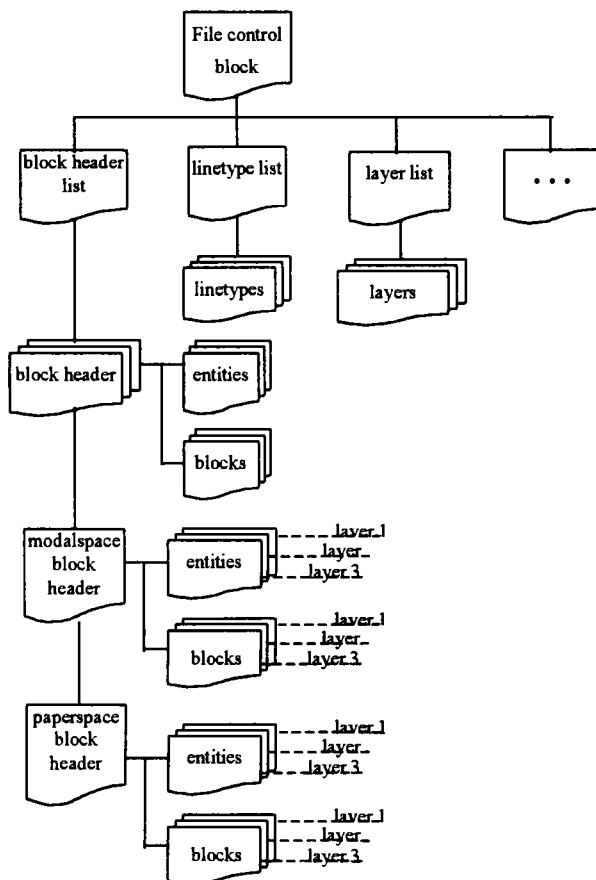 File control
block
block header
list
linetype list
layer list
• • •
linetypes
layers
block header
entities
blocks
modalspace
block
header
entities
layer 1
layer
layer 3
blocks
layer 1
layer
layer 3
paperspace
block
header
entities
layer 1
layer
layer 3
blocks
layer 1
layer
layer 3